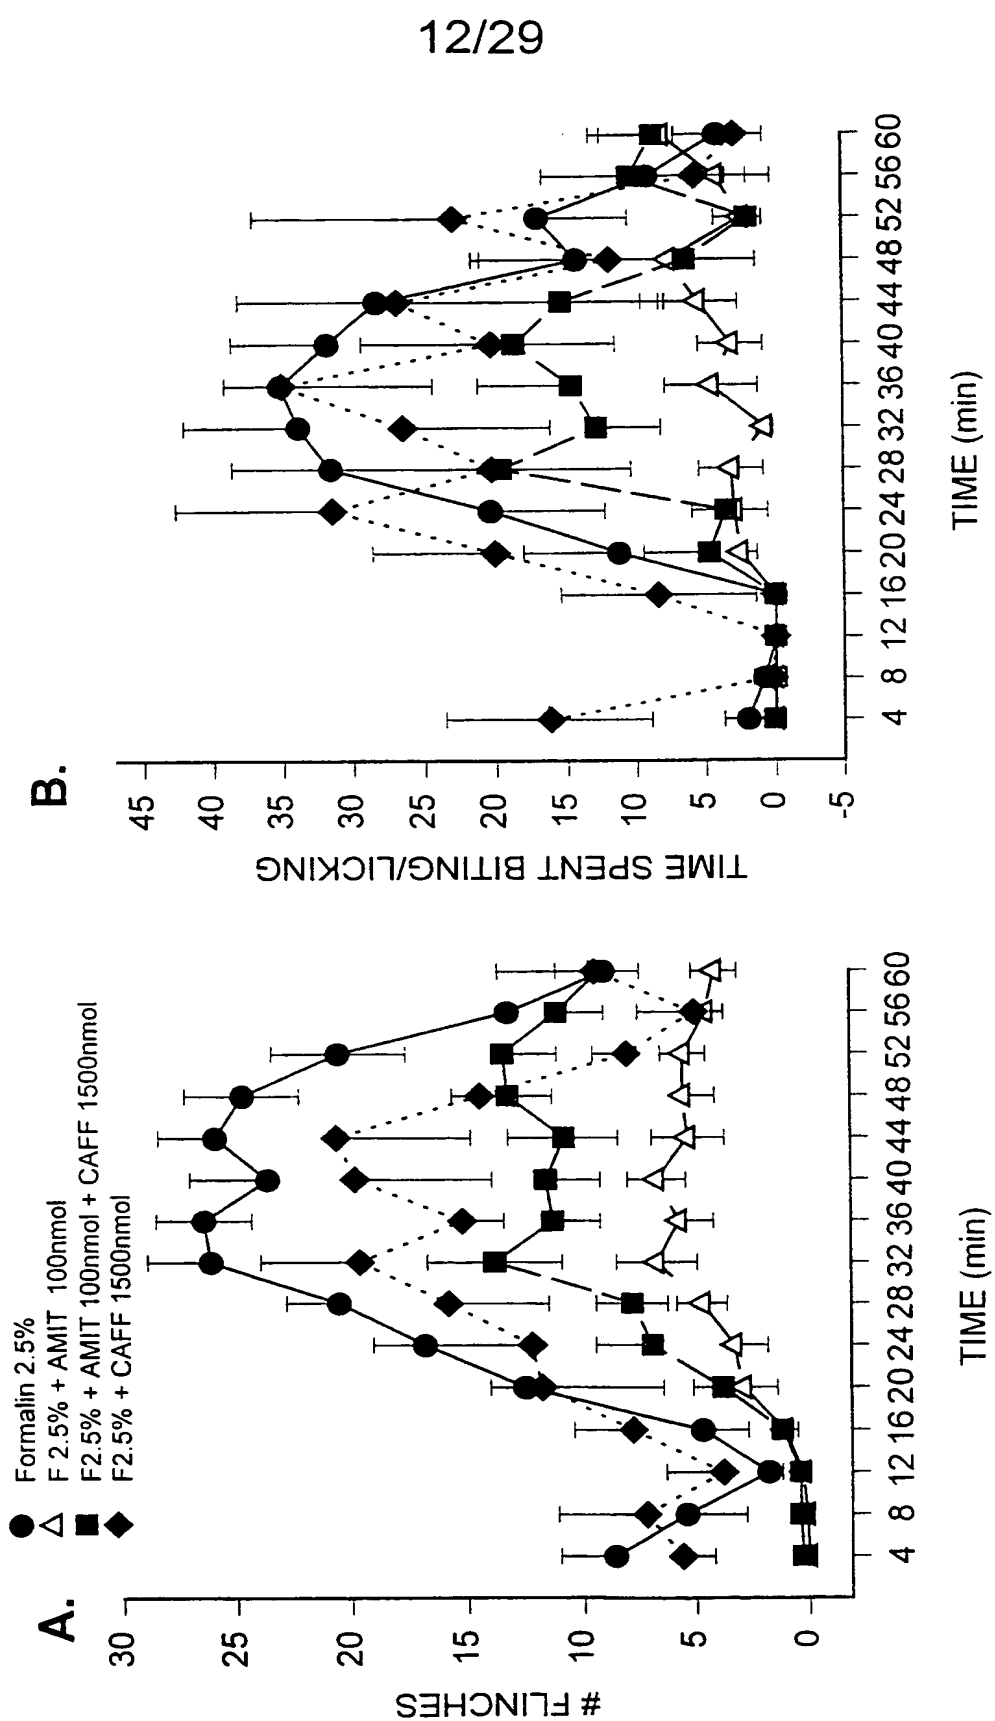 12/29
A.
Formalin 2.5%
F 2.5% + AMIT 100nmol
F2.5% + AMIT 100nmol + CAFF 1500nmol
F2.5% + CAFF 1500nmol
# FLINCHES
30
25
20
15
10
5
0
4 8 12 16 20 24 28 32 36 40 44 48 52 56 60
TIME (min)
B.
TIME SPENT BITING/LICKING
45
40
35
30
25
20
15
10
5
0
-5
4 8 12 16 20 24 28 32 36 40 44 48 52 56 60
TIME (min)